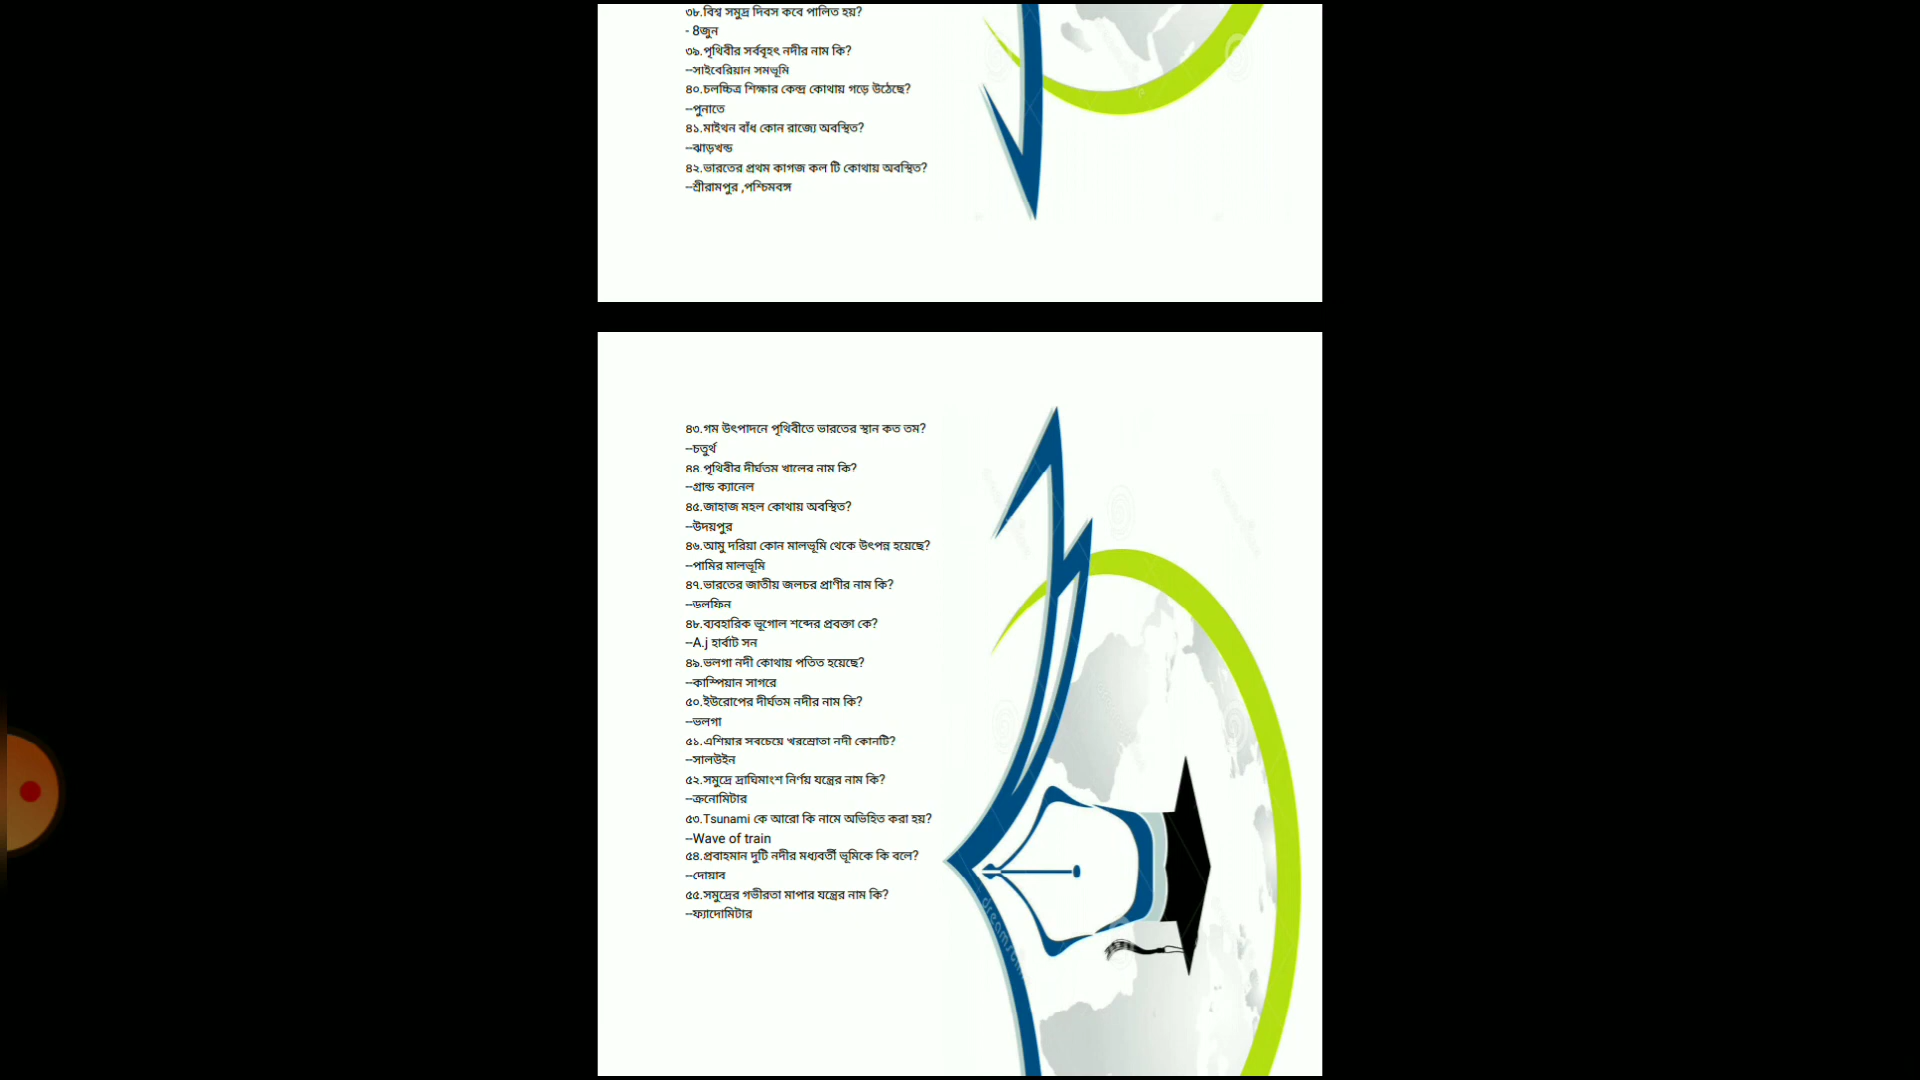 ৩৮.বিশ্ব সমুদ্র দিবস কবে পালিত হয়?
- 8জুন
৩৯.পৃথিবীর সর্ববৃহৎ নদীর নাম কি?
--সাইবেরিয়ান সমভূমি
৪০.চলচ্চিত্র শিক্ষার কেন্দ্র কোথায় গড়ে উঠেছে?
--পুনাতে
৪১.মাইথন বাঁধ কোন রাজ্যে অবস্থিত?
--ঝাড়খন্ড
৪২.ভারতের প্রথম কাগজ কল টি কোথায় অবস্থিত?
--শ্রীরামপুর ,পশ্চিমবঙ্গ
৪৩.গম উৎপাদনে পৃথিবীতে ভারতের স্থান কত তম?
--চতুর্থ
৪৪.পৃথিবীর দীর্ঘতম খালের নাম কি?
--গ্রান্ড ক্যানেল
৪৫.জাহাজ মহল কোথায় অবস্থিত?
--উদয়পুর
৪৬.আমু দরিয়া কোন মালভূমি থেকে উৎপন্ন হয়েছে?
--পামির মালভূমি
৪৭.ভারতের জাতীয় জলচর প্রাণীর নাম কি?
--ডলফিন
৪৮.ব্যবহারিক ভূগোল শব্দের প্রবক্তা কে?
--A.j হার্বাট সন
৪৯.ভলগা নদী কোথায় পতিত হয়েছে?
--কাস্পিয়ান সাগরে
৫০.ইউরোপের দীর্ঘতম নদীর নাম কি?
--ভলগা
৫১.এশিয়ার সবচেয়ে খরস্রোতা নদী কোনটি?
--সালউইন
৫২.সমুদ্রে দ্রাঘিমাংশ নির্ণয় যন্ত্রের নাম কি?
--ক্রনোমিটার
৫৩.Tsunami কে আরো কি নামে অভিহিত করা হয়?
--Wave of train
৫৪.প্রবাহমান দুটি নদীর মধ্যবর্তী ভূমিকে কি বলে?
--দোয়াব
৫৫.সমুদ্রের গভীরতা মাপার যন্ত্রের নাম কি?
--ফ্যাদোমিটার